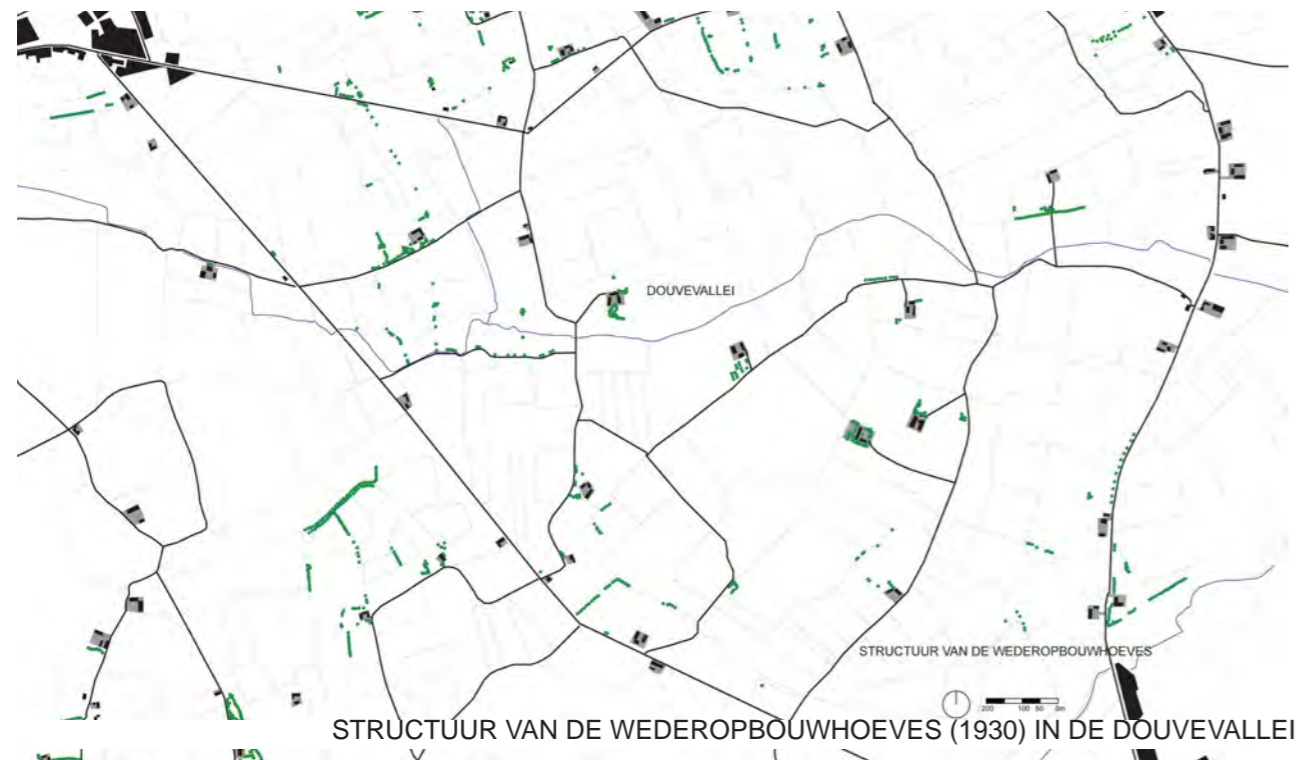 DOUVEVALLEI
STRUCTUUR VAN DE WEDEROPBOUWHOEVES
200 100 50 0m
STRUCTUUR VAN DE WEDEROPBOUWHOEVES (1930) IN DE DOUVEVALLEI